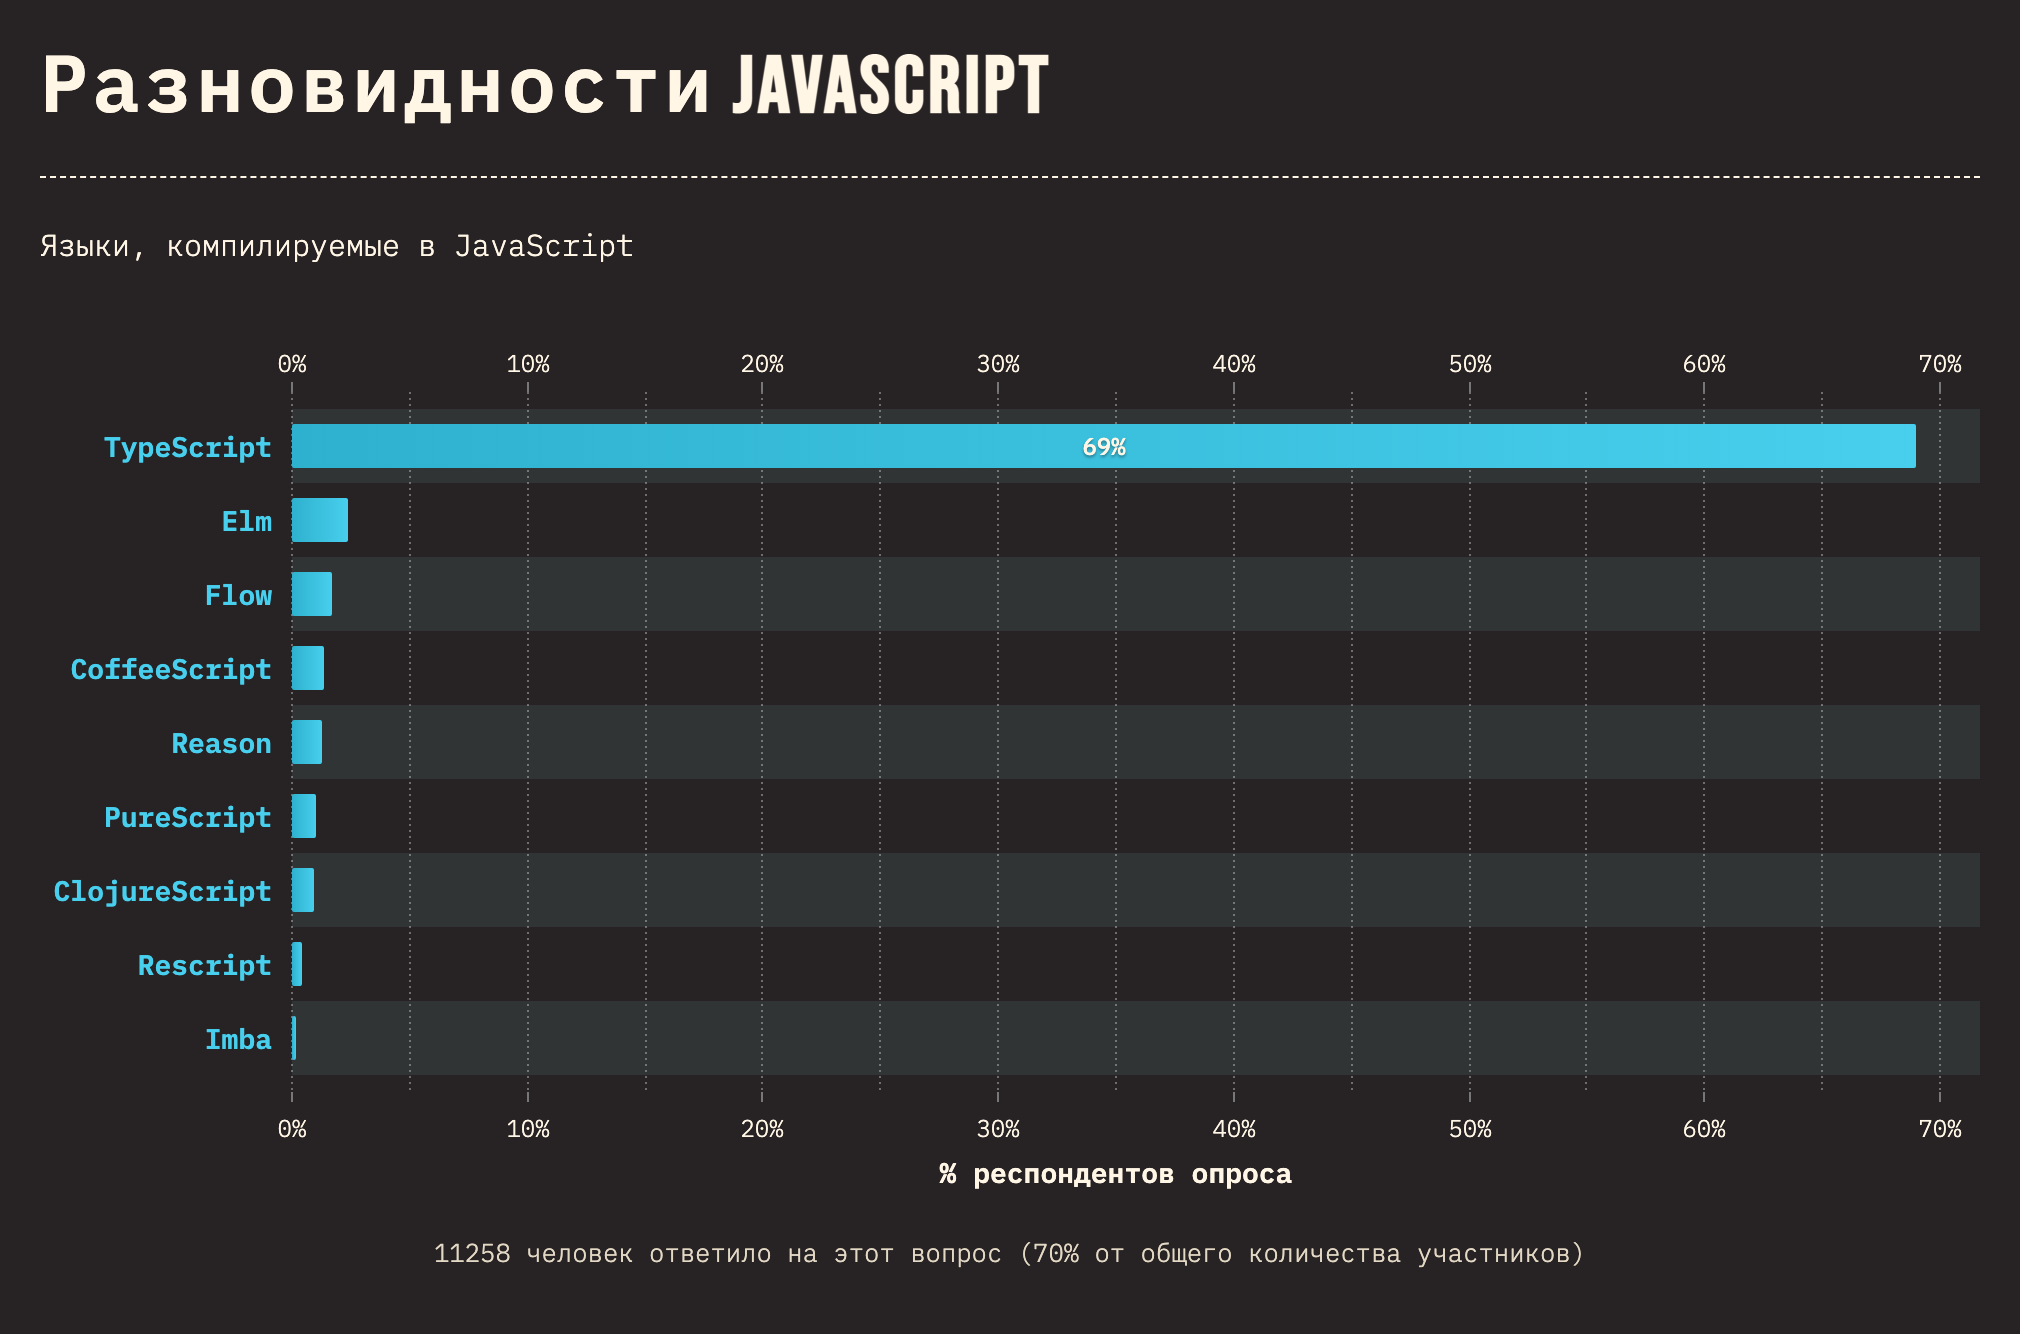 Разновидности JAVASCRIPT
Языки, компилируемые в JavaScript
0% 10% 20% 30% 40% 50% 60% 70%
TypeScript 69%
Elm
Flow
CoffeeScript
Reason
PureScript
ClojureScript
Rescript
Imba
0% 10% 20% 30% 40% 50% 60% 70%
% респондентов опроса
11258 человек ответило на этот вопрос (70% от общего количества участников)